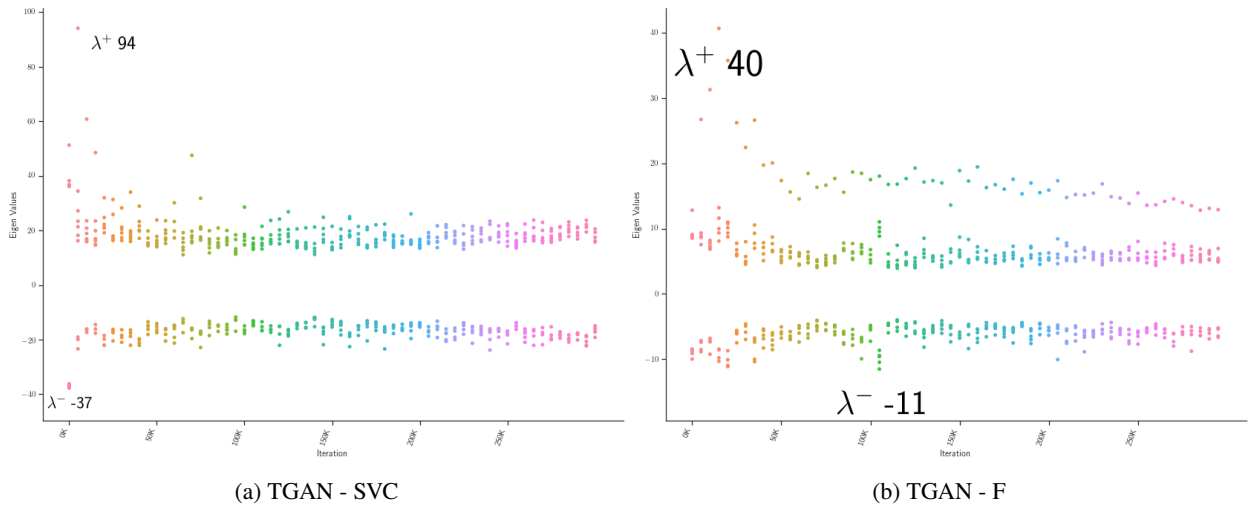 100
80
60
40
20
0
−20
−40
Eigen Values
λ+ 94
λ− -37
0K
50K
100K
150K
200K
250K
Iteration
(a) TGAN - SVC
40
30
20
10
0
−10
Eigen Values
λ+ 40
λ− -11
0K
50K
100K
150K
200K
250K
Iteration
(b) TGAN - F